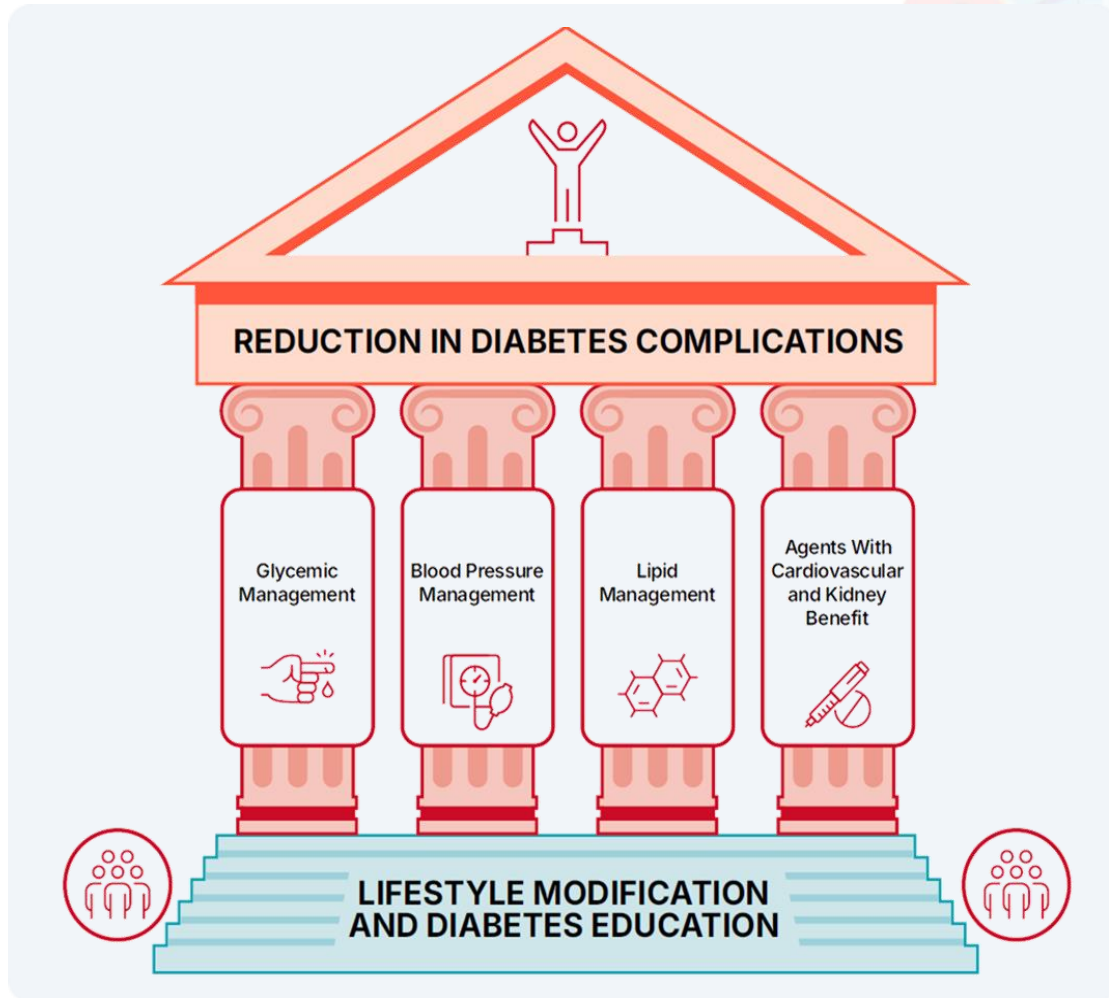 REDUCTION IN DIABETES COMPLICATIONS
Glycemic
Management
Blood Pressure
Management
Lipid
Management
Agents With
Cardiovascular
and Kidney
Benefit
LIFESTYLE MODIFICATION
AND DIABETES EDUCATION